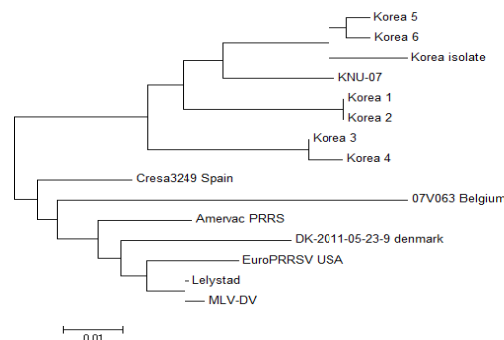 Korea 5
Korea 6
Korea isolate
KNU-07
Korea 1
Korea 2
Korea 3
Korea 4
Cresa3249 Spain
07V063 Belgium
Amervac PRRS
DK-2011-05-23-9 denmark
EuroPRRSV USA
Lelystad
MLV-DV
0.01